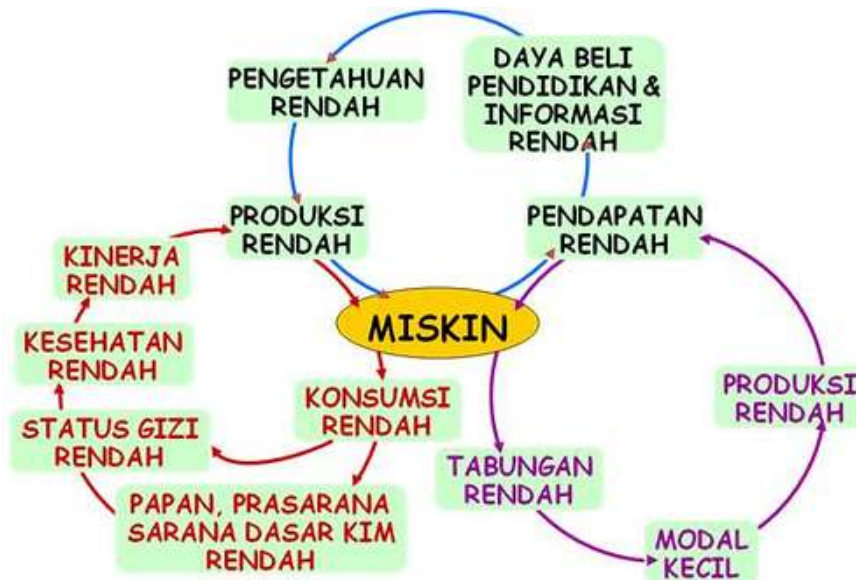 PENGETAHUAN
RENDAH
DAYA BELI
PENDIDIKAN &
INFORMASI
RENDAH
PRODUKSI
RENDAH
PENDAPATAN
RENDAH
KINERJA
RENDAH
MISKIN
KESEHATAN
RENDAH
KONSUMSI
RENDAH
PRODUKSI
RENDAH
STATUS GIZI
RENDAH
TABUNGAN
RENDAH
PAPAN, PRASARANA
SARANA DASAR KIM
RENDAH
MODAL
KECIL